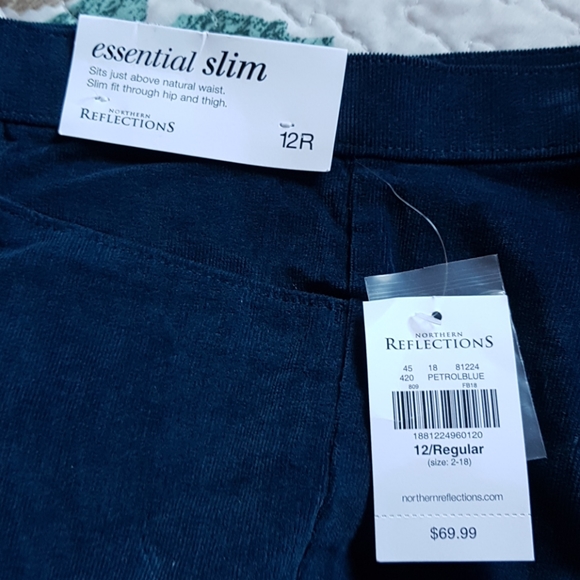 essential slim
Sits just above natural waist.
Slim fit through hip and thigh.
NORTHERN
REFLECTIONS
12R
NORTHERN
REFLECTIONS
45 18 81224
420 PETROLBLUE
809 FB18
1881224960120
12/Regular
(size: 2-18)
northernreflections.com
$69.99